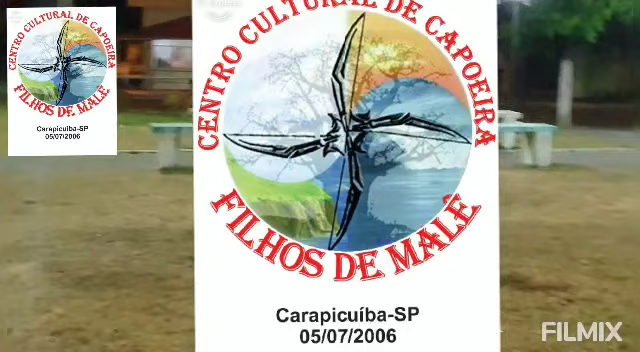 CENTRO CULTURAL DE CAPOEIRA
FILHOS DE MALÊ
Carapicuíba-SP
05/07/2006
CENTRO CULTURAL DE CAPOEIRA
FILHOS DE MALÊ
Carapicuíba-SP
05/07/2006
FILMIX